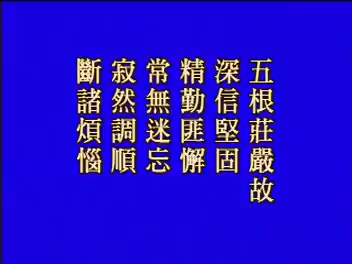 五根莊嚴故
深信堅固
精勤匪懈
常無迷忘
寂然調順
斷諸煩惱